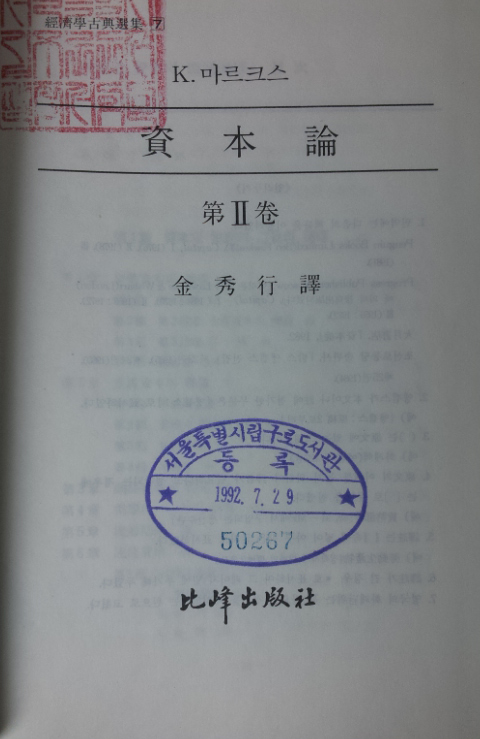 經濟學古典選集 7
K. 마르크스
資本論
第Ⅱ卷
金秀行譯
서울특별시립구로도서관
등록
1992. 7. 29
50267
比峰出版社